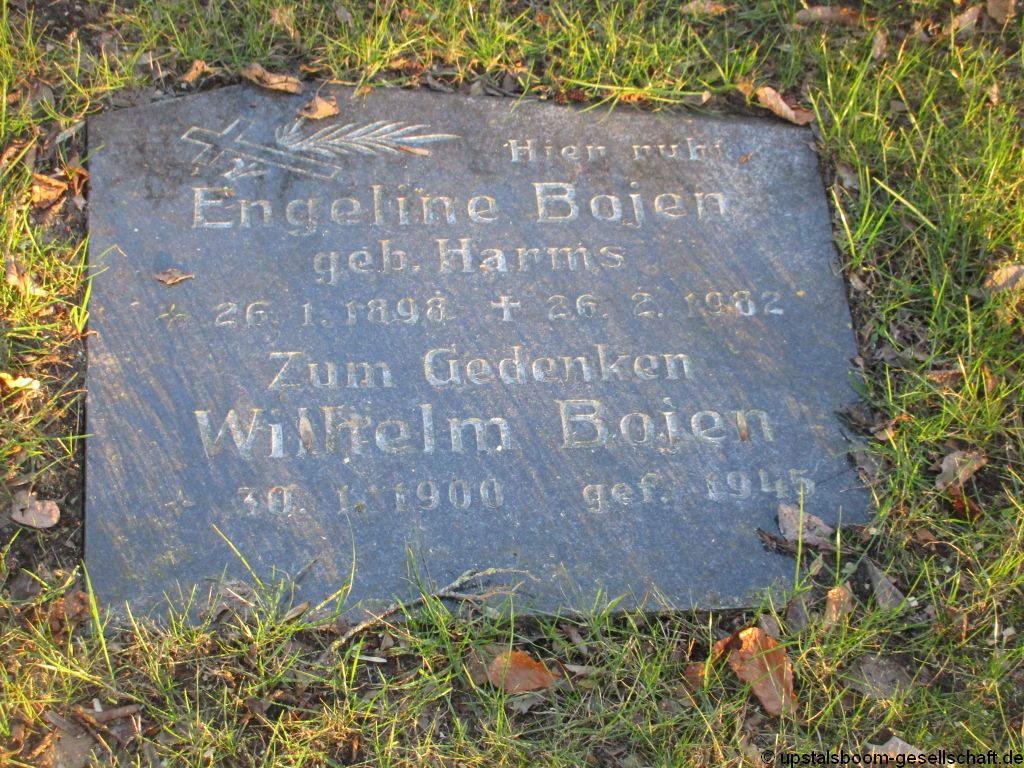 Hier ruht
Engeline Bojen
geb. Harms
26. 1. 1898 26. 2. 1982
Zum Gedenken
Wilhelm Bojen
30. 1. 1900 gef. 1945
© upstalsboom-gesellschaft.de